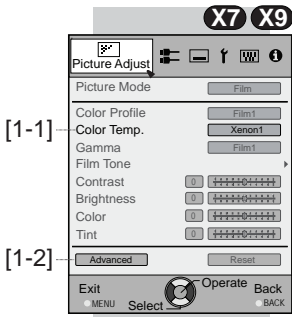 X7 X9
Picture Adjust
Picture Mode Film
Color Profile Film1
[1-1] Color Temp. Xenon1
Gamma Film1
Film Tone
Contrast 0
Brightness 0
Color 0
Tint 0
[1-2] Advanced Reset
Exit Operate Back
MENU Select BACK